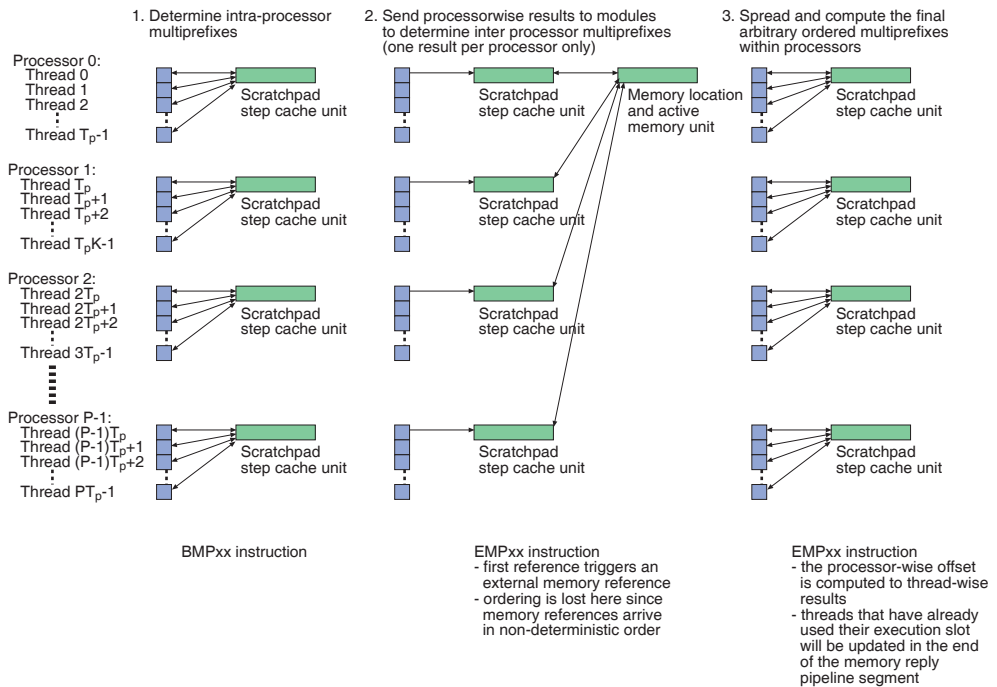 1. Determine intra-processor
multiprefixes
2. Send processorwise results to modules
to determine inter processor multiprefixes
(one result per processor only)
3. Spread and compute the final
arbitrary ordered multiprefixes
within processors
Processor 0:
Thread 0
Thread 1
Thread 2
Thread Tp-1
Scratchpad
step cache unit
Scratchpad
step cache unit
Memory location
and active
memory unit
Scratchpad
step cache unit
Processor 1:
Thread Tp
Thread Tp+1
Thread Tp+2
Thread TpK-1
Scratchpad
step cache unit
Scratchpad
step cache unit
Scratchpad
step cache unit
Processor 2:
Thread 2Tp
Thread 2Tp+1
Thread 2Tp+2
Thread 3Tp-1
Scratchpad
step cache unit
Scratchpad
step cache unit
Scratchpad
step cache unit
Processor P-1:
Thread (P-1)Tp
Thread (P-1)Tp+1
Thread (P-1)Tp+2
Thread PTp-1
Scratchpad
step cache unit
Scratchpad
step cache unit
Scratchpad
step cache unit
BMPxx instruction
EMPxx instruction
- first reference triggers an
external memory reference
- ordering is lost here since
memory references arrive
in non-deterministic order
EMPxx instruction
- the processor-wise offset
is computed to thread-wise
results
- threads that have already
used their execution slot
will be updated in the end
of the memory reply
pipeline segment